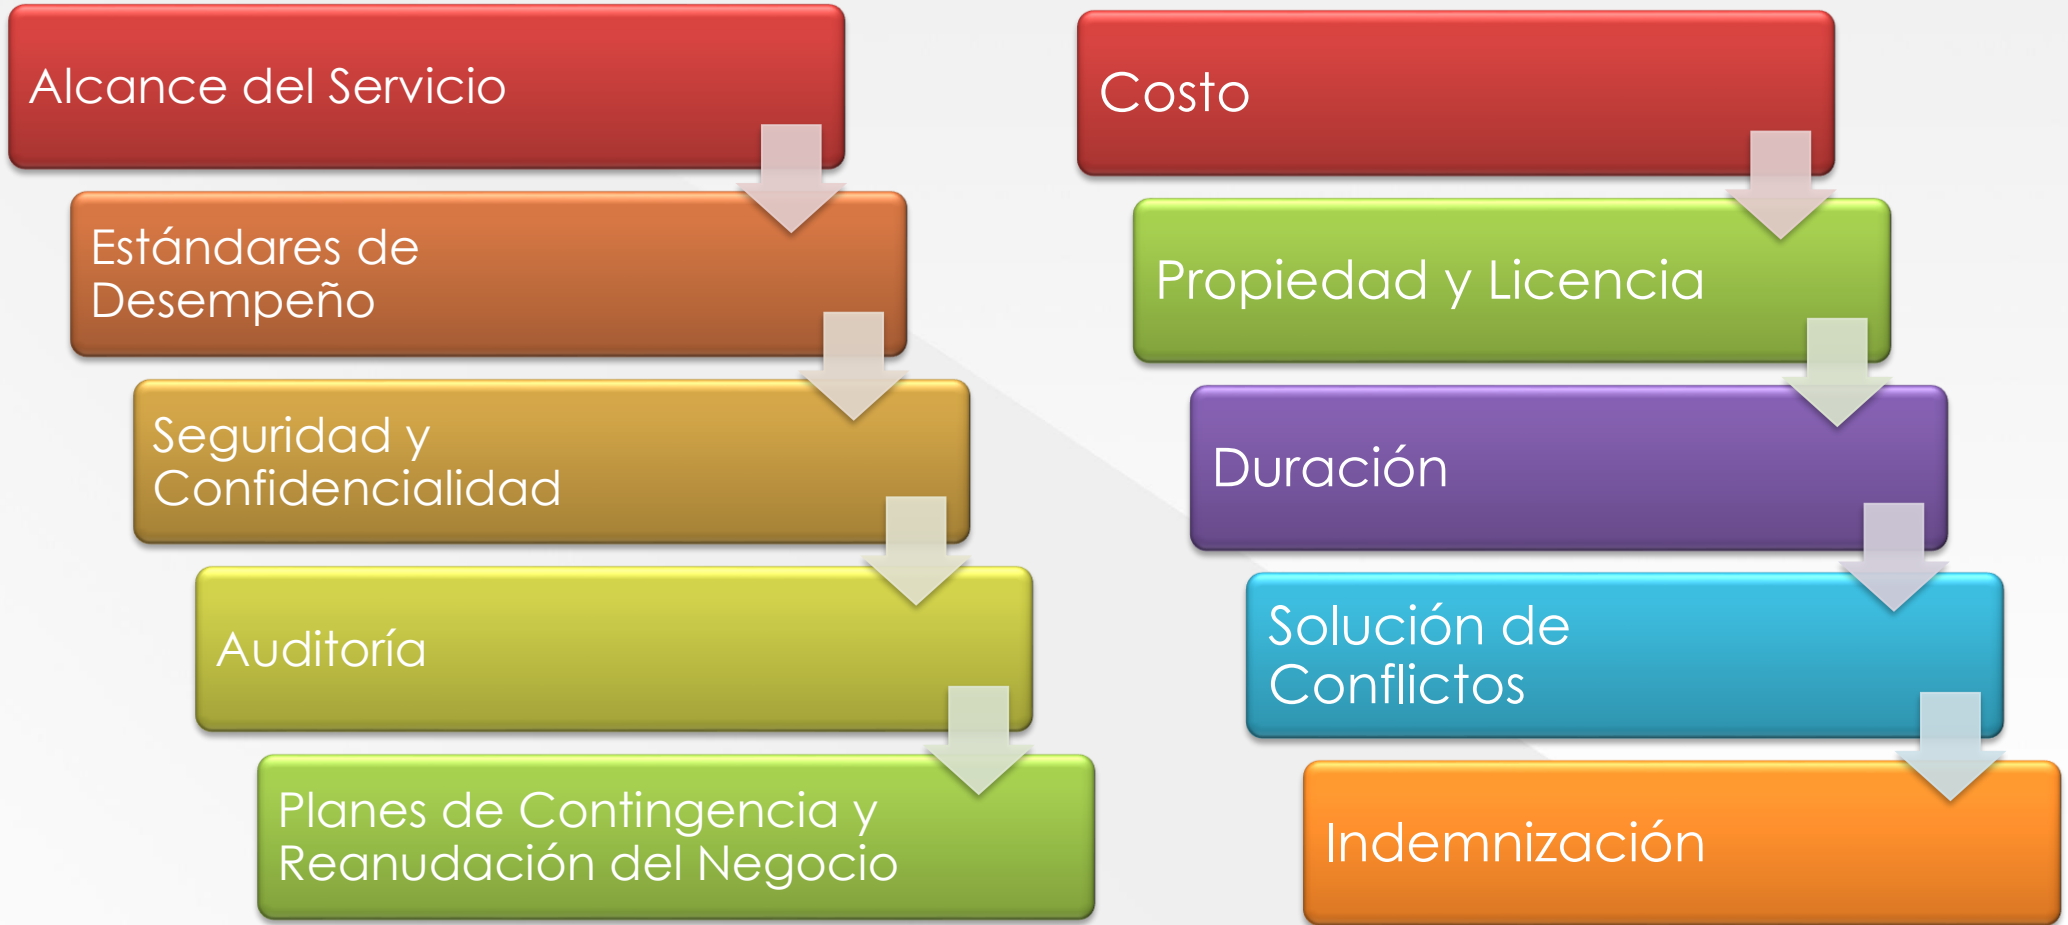 Alcance del Servicio
Estándares de
Desempeño
Seguridad y
Confidencialidad
Auditoría
Planes de Contingencia y
Reanudación del Negocio
Costo
Propiedad y Licencia
Duración
Solución de
Conflictos
Indemnización